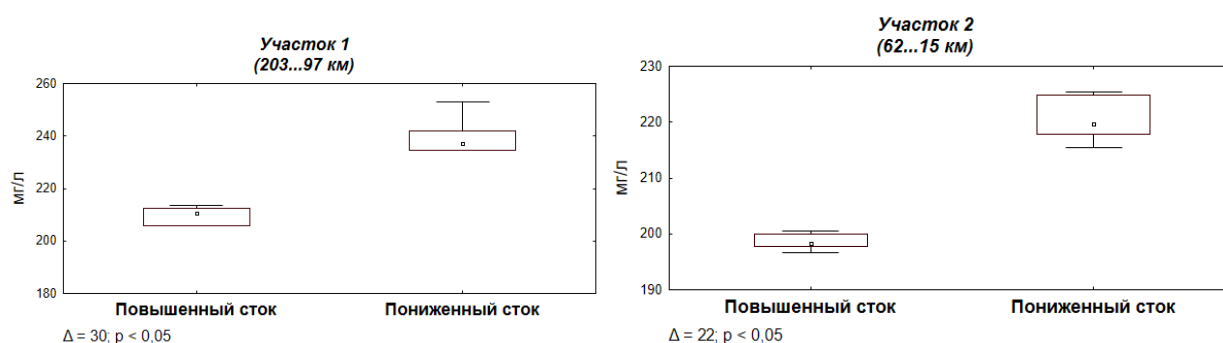 Участок 1
(203...97 км)
260
240
220
200
180
мг/л
Повышенный сток
Пониженный сток
Δ = 30; p < 0,05
Участок 2
(62...15 км)
230
220
210
200
190
мг/л
Повышенный сток
Пониженный сток
Δ = 22; p < 0,05